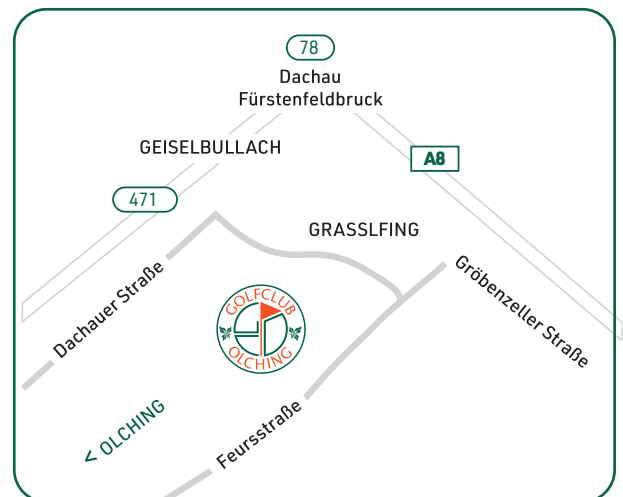 78
Dachau
Fürstenfeldbruck
GEISELBULLACH
A8
471
GRASSLFING
Dachauer Straße
Gröbenzeller Straße
GOLFCLUB
OLCHING
< OLCHING
Feursstraße